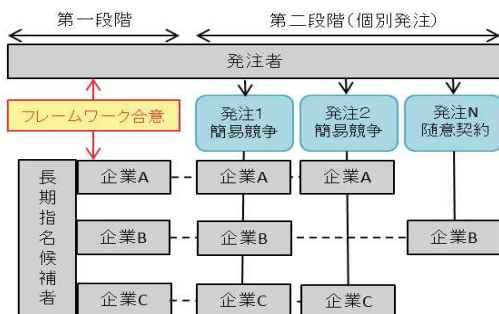 第一段階
第二段階(個別発注)
発注者
フレームワーク合意
発注1
簡易競争
発注2
簡易競争
発注N
随意契約
長期指名候補者
企業A
企業A
企業A
企業B
企業B
企業B
企業C
企業C
企業C